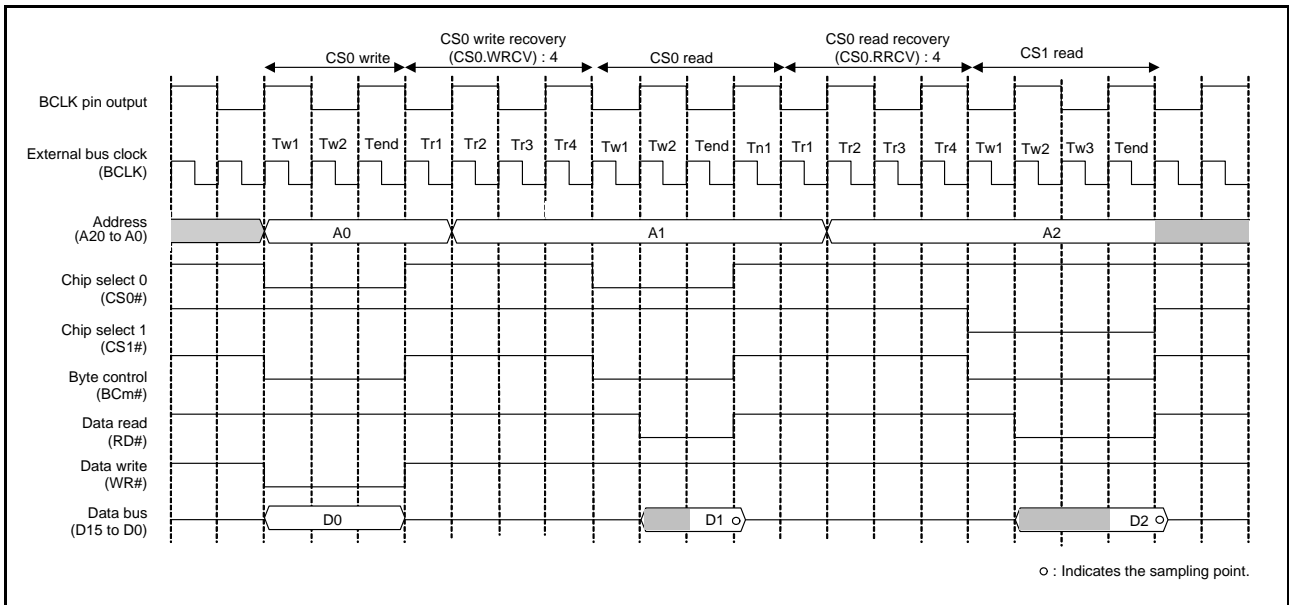 CS0 write
CS0 write recovery
(CS0.WRCV) : 4
CS0 read
CS0 read recovery
(CS0.RRCV) : 4
CS1 read
BCLK pin output
Tw1 Tw2 Tend Tr1 Tr2 Tr3 Tr4 Tw1 Tw2 Tend Tn1 Tr1 Tr2 Tr3 Tr4 Tw1 Tw2 Tw3 Tend
External bus clock
(BCLK)
Address
(A20 to A0)
A0 A1 A2
Chip select 0
(CS0#)
Chip select 1
(CS1#)
Byte control
(BCm#)
Data read
(RD#)
Data write
(WR#)
Data bus
(D15 to D0)
D0 D1 D2
: Indicates the sampling point.